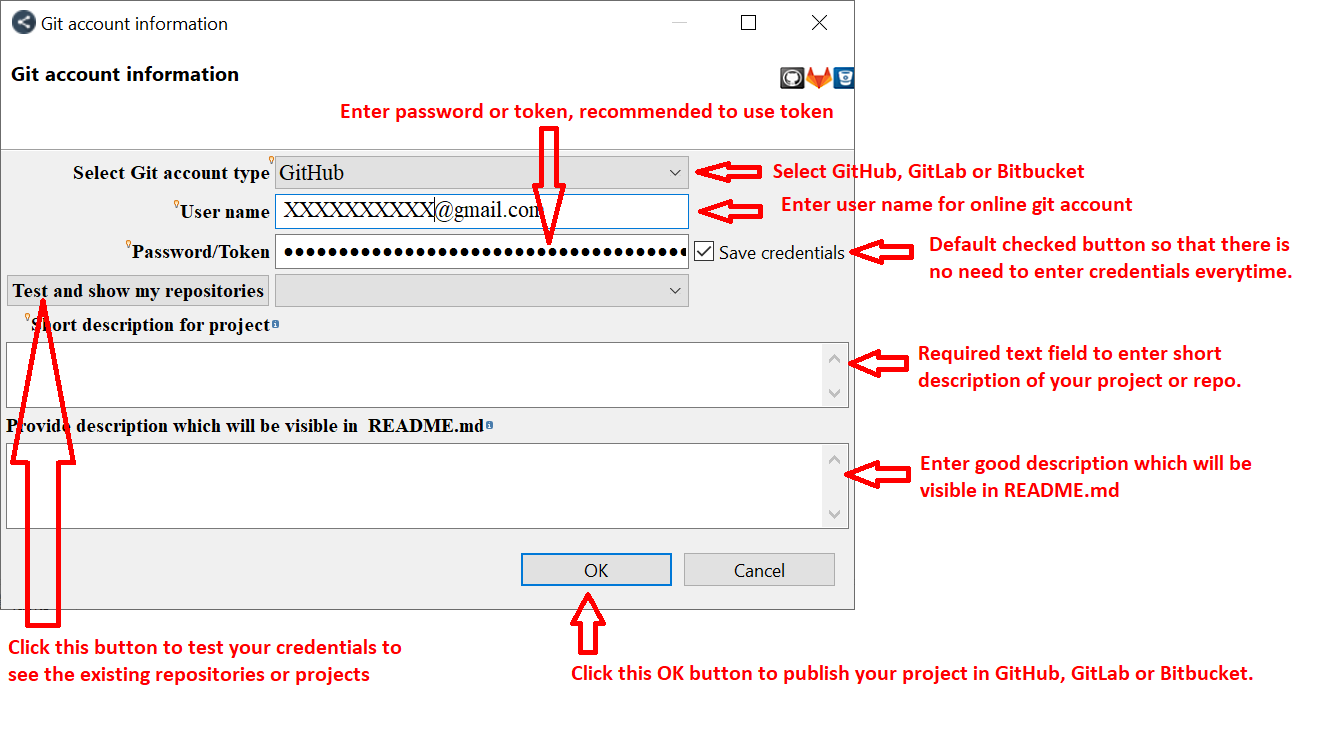 Git account information
Git account information
Enter password or token, recommended to use token
Select Git account type GitHub
Select GitHub, GitLab or Bitbucket
User name XXXXXXXXXX@gmail.com
Enter user name for online git account
Password/Token ●●●●●●●●●●●●●●●●●●●●●●●●●●●●●●●●●●●●● Save credentials
Default checked button so that there is
no need to enter credentials everytime.
Test and show my repositories
Short description for project
Required text field to enter short
description of your project or repo.
Provide description which will be visible in README.md
Enter good description which will be
visible in README.md
OK Cancel
Click this button to test your credentials to
see the existing repositories or projects
Click this OK button to publish your project in GitHub, GitLab or Bitbucket.